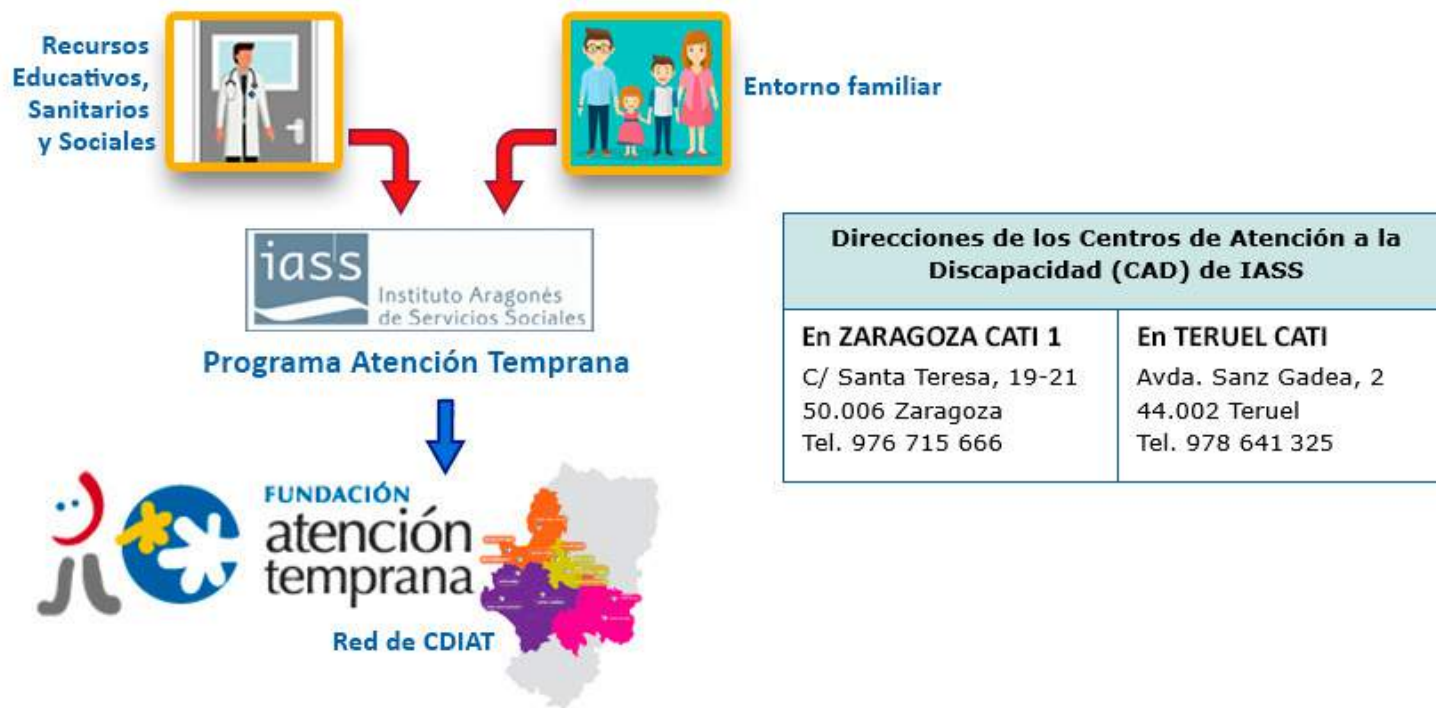 Recursos
Educativos,
Sanitarios
y Sociales
Entorno familiar
iass
Instituto Aragonés
de Servicios Sociales
Programa Atención Temprana
FUNDACIÓN
atención
temprana
Red de CDIAT
Direcciones de los Centros de Atención a la
Discapacidad (CAD) de IASS
En ZARAGOZA CATI 1
C/ Santa Teresa, 19-21
50.006 Zaragoza
Tel. 976 715 666
En TERUEL CATI
Avda. Sanz Gadea, 2
44.002 Teruel
Tel. 978 641 325